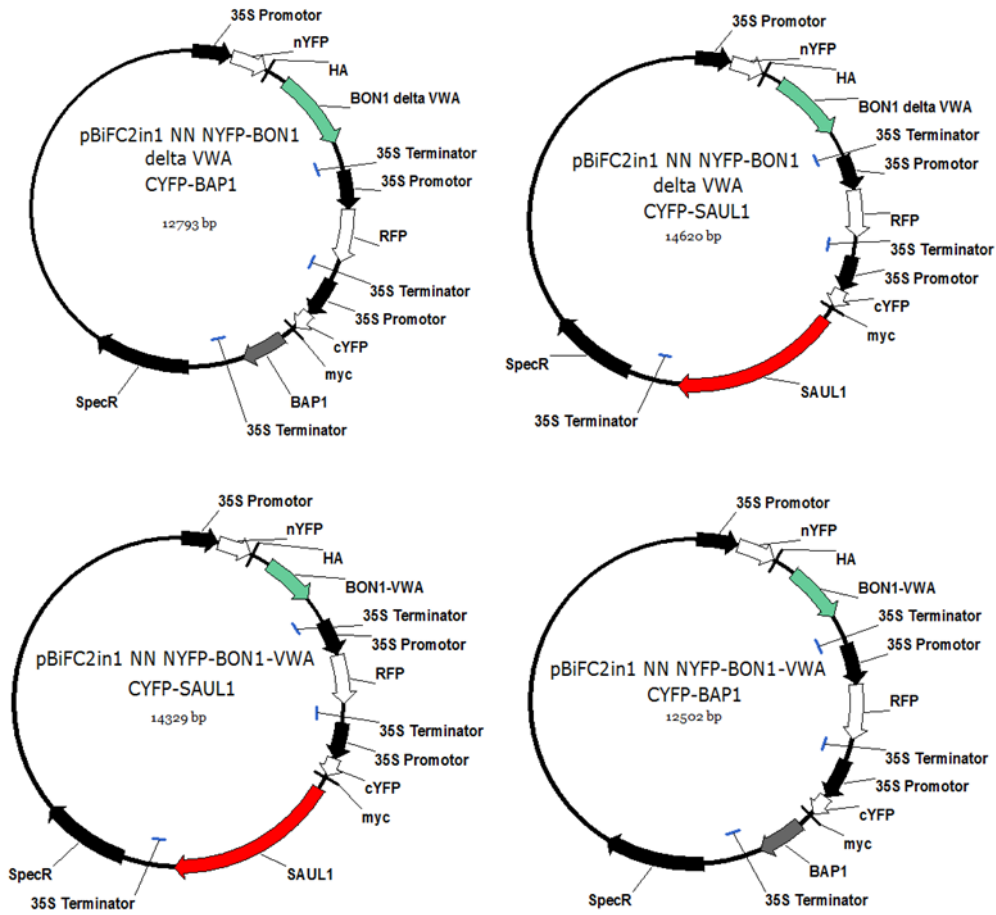 35S Promotor
nYFP
HA
BON1 delta VWA
35S Terminator
35S Promotor
RFP
35S Terminator
35S Promotor
cYFP
myc
BAP1
35S Terminator
SpecR
pBiFC2in1 NN NYFP-BON1
delta VWA
CYFP-BAP1
12793 bp
35S Promotor
nYFP
HA
BON1 delta VWA
35S Terminator
35S Promotor
RFP
35S Terminator
35S Promotor
cYFP
myc
SAUL1
35S Terminator
SpecR
pBiFC2in1 NN NYFP-BON1
delta VWA
CYFP-SAUL1
14620 bp
35S Promotor
nYFP
HA
BON1-VWA
35S Terminator
35S Promotor
RFP
35S Terminator
35S Promotor
cYFP
myc
SAUL1
35S Terminator
SpecR
pBiFC2in1 NN NYFP-BON1-VWA
CYFP-SAUL1
14329 bp
35S Promotor
nYFP
HA
BON1-VWA
35S Terminator
35S Promotor
RFP
35S Terminator
35S Promotor
cYFP
myc
BAP1
35S Terminator
SpecR
pBiFC2in1 NN NYFP-BON1-VWA
CYFP-BAP1
12502 bp